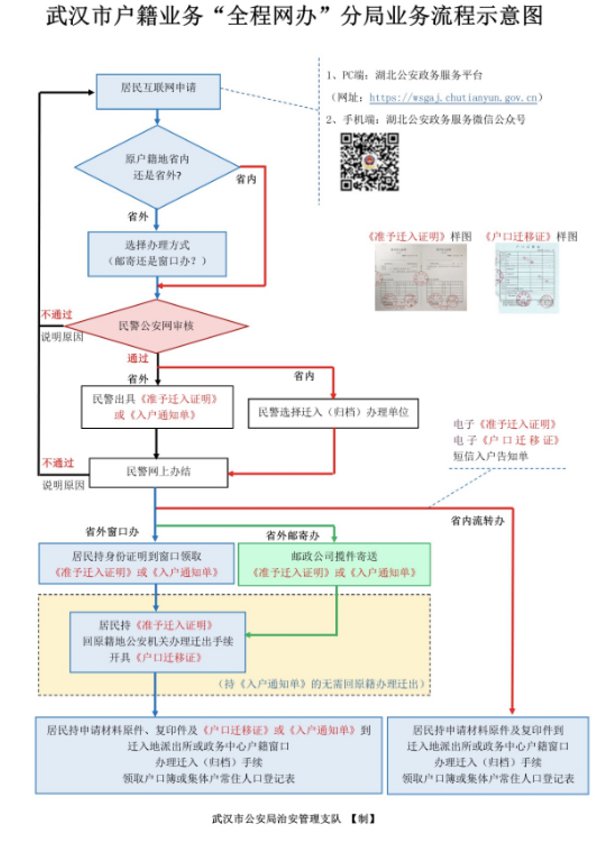 武汉市户籍业务“全程网办”分局业务流程示意图
居民互联网申请
1、PC端：湖北公安政务服务平台
（网址：https://wsgaj.chutianyun.gov.cn）
2、手机端：湖北公安政务服务微信公众号
原户籍地省内
还是省外？
省内
省外
选择办理方式
（邮寄还是窗口办？）
《准予迁入证明》样图
《户口迁移证》样图
不通过
说明原因
民警公安网审核
通过
省外
省内
民警出具《准予迁入证明》
或《入户通知单》
民警选择迁入（归档）办理单位
电子《准予迁入证明》
电子《户口迁移证》
短信入户告知单
不通过
说明原因
民警网上办结
省外窗口办
省外邮寄办
省内流转办
居民持身份证明到窗口领取
《准予迁入证明》或《入户通知单》
邮政公司揽件寄送
《准予迁入证明》或《入户通知单》
居民持《准予迁入证明》
回原籍地公安机关办理迁出手续
开具《户口迁移证》
（持《入户通知单》的无需回原籍办理迁出）
居民持申请材料原件、复印件及《户口迁移证》或《入户通知单》到
迁入地派出所或政务中心户籍窗口
办理迁入（归档）手续
领取户口簿或集体户常住人口登记表
居民持申请材料原件及复印件到
迁入地派出所或政务中心户籍窗口
办理迁入（归档）手续
领取户口簿或集体户常住人口登记表
武汉市公安局治安管理支队 【制】